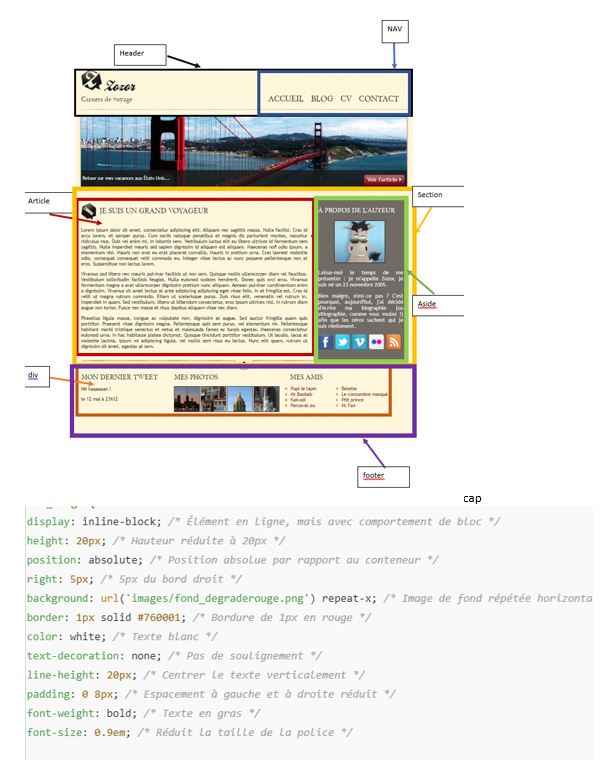 NAV
Header
Zozor
Carnets de voyage
ACCUEIL BLOG CV CONTACT
Retour sur mes vacances aux États-Unis...
Voir l'article
Article
Section
JE SUIS UN GRAND VOYAGEUR
À PROPOS DE L'AUTEUR
Lorem ipsum dolor sit amet, consectetur adipiscing elit. Aliquam nec sagittis massa. Nulla facilisi. Cras id
arcu lorem, et semper purus. Cum sociis natoque penatibus et magnis dis parturient montes, nascetur
ridiculus mus. Duis vel enim mi, in lobortis sem. Vestibulum luctus elit eu libero ultrices id fermentum sem
sagittis. Nulla imperdiet mauris sed sapien dignissim id aliquam est aliquam. Maecenas non odio ipsum, a
elementum nisi. Mauris non erat eu erat placerat convallis. Mauris in pretium urna. Cras laoreet molestie
odio, consequat consequat velit commodo eu. Integer vitae lectus ac nunc posuere pellentesque non at
eros. Suspendisse non lectus lorem.
Vivamus sed libero nec mauris pulvinar facilisis ut non sem. Quisque mollis ullamcorper diam vel faucibus.
Vestibulum sollicitudin facilisis feugiat. Nulla euismod sodales hendrerit. Donec quis orci arcu. Vivamus
fermentum magna a erat ullamcorper dignissim pretium nunc aliquam. Aenean pulvinar condimentum enim
a dignissim. Vivamus sit amet lectus at ante adipiscing adipiscing eget vitae felis. In at fringilla est. Cras id
velit ut magna rutrum commodo. Etiam ut scelerisque purus. Duis risus elit, venenatis vel rutrum in,
imperdiet in quam. Sed vestibulum, libero ut bibendum consectetur, eros ipsum ultrices nisl, in rutrum diam
augue non tortor. Fusce nec massa et risus dapibus aliquam vitae nec diam.
Phasellus ligula massa, congue ac vulputate non, dignissim at augue. Sed auctor fringilla quam quis
porttitor. Praesent vitae dignissim magna. Pellentesque quis sem purus, vel elementum mi. Pellentesque
habitant morbi tristique senectus et netus et malesuada fames ac turpis egestas. Maecenas consectetur
euismod urna. In hac habitasse platea dictumst. Quisque tincidunt porttitor vestibulum. Ut iaculis, lacus at
molestie lacinia, ipsum mi adipiscing ligula, vel mollis sem risus eu lectus. Nunc elit quam, rutrum ut
dignissim sit amet, egestas at sem.
Laisse-moi le temps de me
présenter : je m'appelle Zozor, je
suis né un 23 novembre 2005.
Bien maigre, n'est-ce pas ? C'est
pourquoi, aujourd'hui, j'ai décidé
d'écrire ma biographie (ou
zBiographie, comme vous voulez !)
afin que les zéros sachent qui je
suis réellement.
Aside
div
MON DERNIER TWEET MES PHOTOS MES AMIS
Hii haaaaaan !
le 12 mai à 23h12
Pupi le lapin
Mr Baobab
Kaiwaii
Perceval.eu
Belette
Le concombre masqué
Ptit prince
Mr Fan
footer
cap
display: inline-block; /* Élément en ligne, mais avec comportement de bloc */
height: 20px; /* Hauteur réduite à 20px */
position: absolute; /* Position absolue par rapport au conteneur */
right: 5px; /* 5px du bord droit */
background: url('images/fond_degraderouge.png') repeat-x; /* Image de fond répétée horizonta
border: 1px solid #760001; /* Bordure de 1px en rouge */
color: white; /* Texte blanc */
text-decoration: none; /* Pas de soulignement */
line-height: 20px; /* Centrer le texte verticalement */
padding: 0 8px; /* Espacement à gauche et à droite réduit */
font-weight: bold; /* Texte en gras */
font-size: 0.9em; /* Réduit la taille de la police */